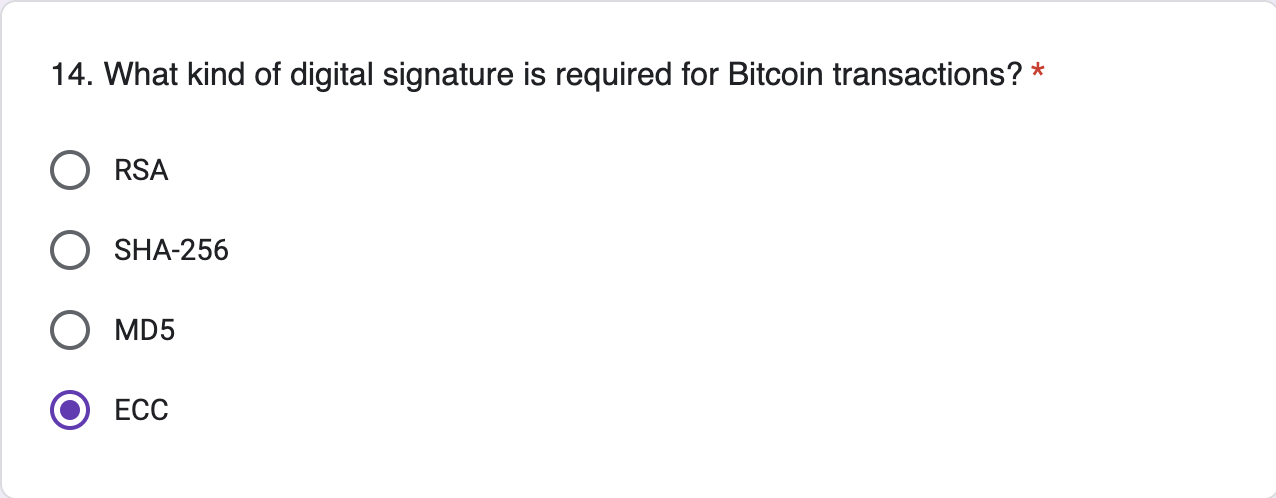 14. What kind of digital signature is required for Bitcoin transactions? *
RSA
SHA-256
MD5
ECC